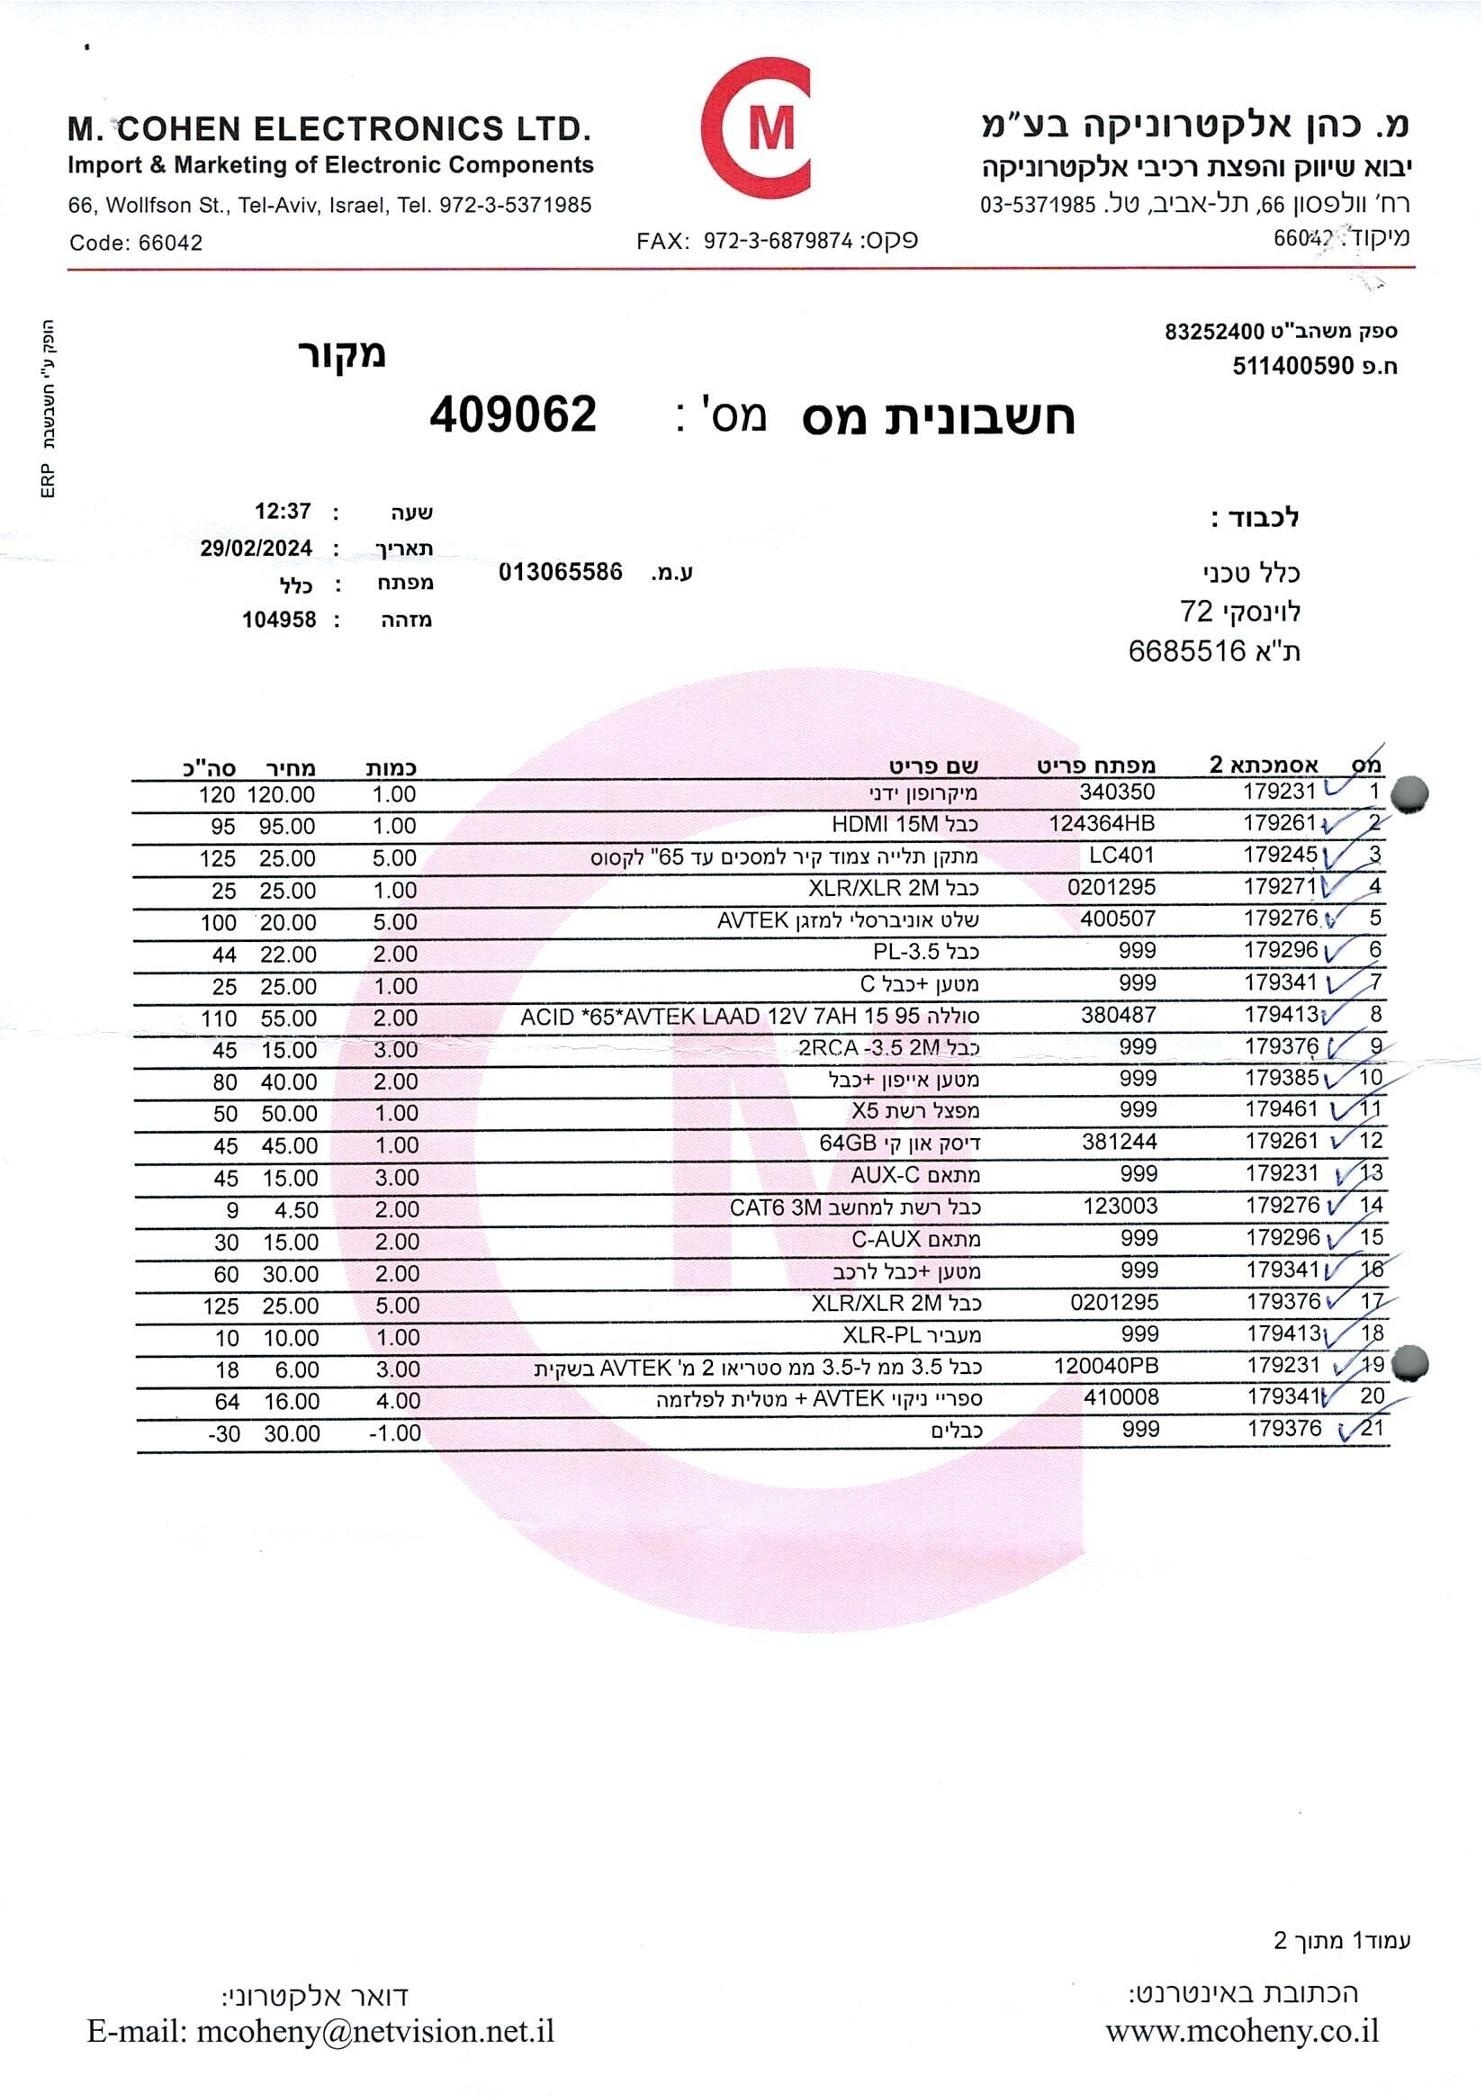 M. COHEN ELECTRONICS LTD.
Import & Marketing of Electronic Components
66, Wollfson St., Tel-Aviv, Israel, Tel. 972-3-5371985
Code: 66042
CM
מ. כהן אלקטרוניקה בע״מ
יבוא שיווק והפצת רכיבי אלקטרוניקה
רח' וולפסון 66, תל-אביב, טל. 03-5371985
מיקוד: 66042
FAX: 972-3-6879874 :פקס
הופק ע"י חשבשבת ERP
ספק משהב"ט 83252400
ח.פ 511400590
מקור
חשבונית מס מס' : 409062
לכבוד :
כלל טכני
לוינסקי 72
ת"א 6685516
ע.מ. 013065586
שעה : 12:37
תאריך : 29/02/2024
מפתח : כלל
מזהה : 104958
מס אסמכתא 2 מפתח פריט שם פריט כמות מחיר סה"כ
1 179231 340350 מיקרופון ידני 1.00 120.00 120
2 179261 124364HB כבל HDMI 15M 1.00 95.00 95
3 179245 LC401 מתקן תלייה צמוד קיר למסכים עד 65" לקסוס 5.00 25.00 125
4 179271 0201295 כבל XLR/XLR 2M 1.00 25.00 25
5 179276 400507 שלט אוניברסלי למזגן AVTEK 5.00 20.00 100
6 179296 999 כבל PL-3.5 2.00 22.00 44
7 179341 999 מטען +כבל C 1.00 25.00 25
8 179413 380487 סוללה ACID *65*AVTEK LAAD 12V 7AH 15 95 2.00 55.00 110
9 179376 999 כבל 2RCA -3.5 2M 3.00 15.00 45
10 179385 999 מטען אייפון +כבל 2.00 40.00 80
11 179461 999 מפצל רשת X5 1.00 50.00 50
12 179261 381244 דיסק און קי 64GB 1.00 45.00 45
13 179231 999 מתאם AUX-C 3.00 15.00 45
14 179276 123003 כבל רשת למחשב CAT6 3M 2.00 4.50 9
15 179296 999 מתאם C-AUX 2.00 15.00 30
16 179341 999 מטען +כבל לרכב 2.00 30.00 60
17 179376 0201295 כבל XLR/XLR 2M 5.00 25.00 125
18 179413 999 מעביר XLR-PL 1.00 10.00 10
19 179231 120040PB כבל 3.5 ממ ל-3.5 ממ סטריאו 2 מ' AVTEK בשקית 3.00 6.00 18
20 179341 410008 ספריי ניקוי AVTEK + מטלית לפלזמה 4.00 16.00 64
21 179376 999 כבלים -1.00 30.00 -30
עמוד1 מתוך 2
הכתובת באינטרנט:
www.mcoheny.co.il
דואר אלקטרוני:
E-mail: mcoheny@netvision.net.il